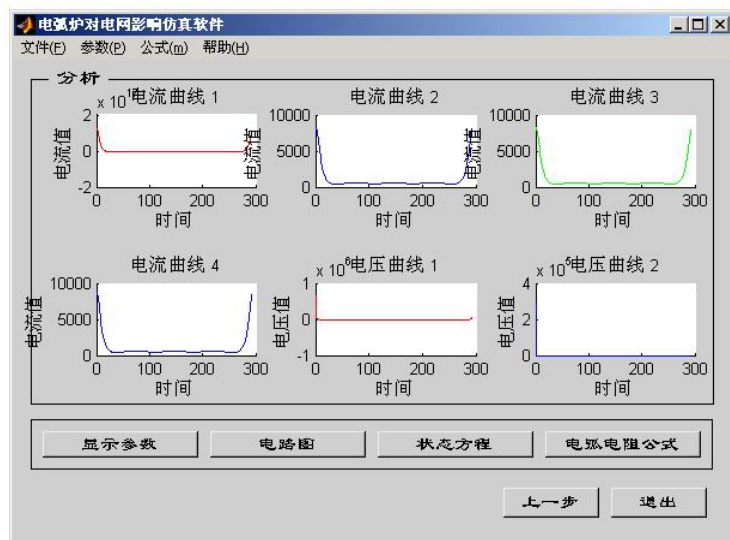 电弧炉对电网影响仿真软件
文件(F) 参数(P) 公式(m) 帮助(H)
分析
电流曲线 1
2
0
-2
电流值
0 100 200 300
时间
电流曲线 2
10000
5000
0
电流值
0 100 200 300
时间
电流曲线 3
10000
5000
0
电流值
0 100 200 300
时间
电流曲线 4
10000
5000
0
电流值
0 100 200 300
时间
x 10⁶电压曲线 1
1
0
-1
电压值
0 100 200 300
时间
x 10⁵电压曲线 2
4
2
0
电压值
0 100 200 300
时间
显示参数 电路图 状态方程 电弧电阻公式
上一步 退出